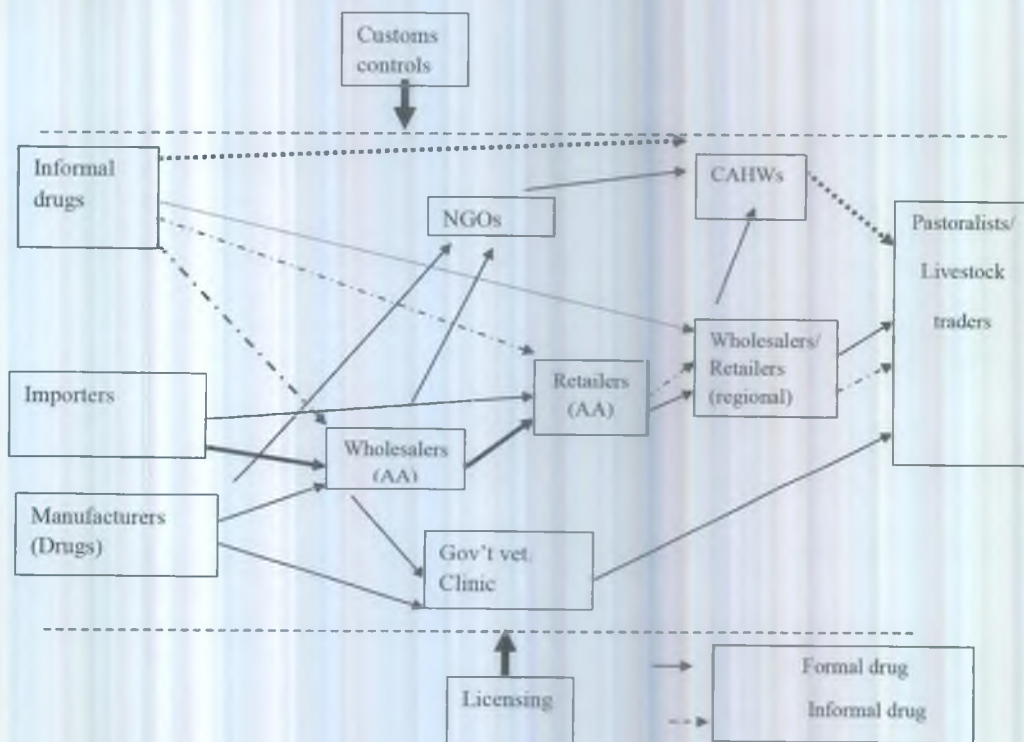 Customs
controls
Informal
drugs
CAHWs
NGOs
Pastoralists/
Livestock
traders
Wholesalers/
Retailers
(regional)
Importers
Retailers
(AA)
Wholesalers
(AA)
Manufacturers
(Drugs)
Gov't vet.
Clinic
Licensing
Formal drug
Informal drug